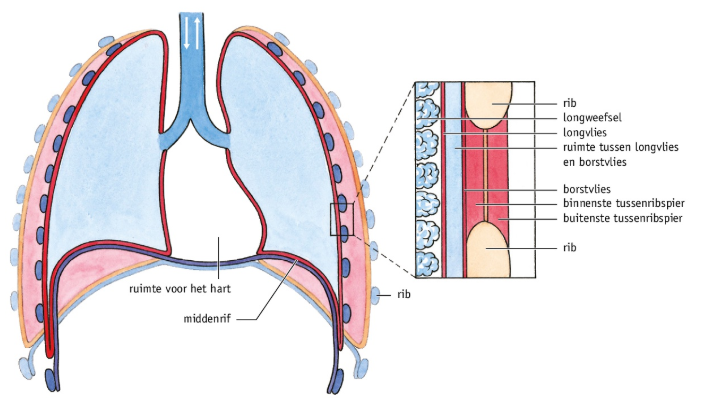 rib
longweefsel
longvlies
ruimte tussen longvlies
en borstvlies
borstvlies
binnenste tussenribspier
buitenste tussenribspier
rib
ruimte voor het hart
rib
middenrif